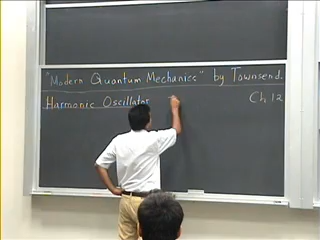 "Modern Quantum Mechanics" by Townsend
Harmonic Oscillator Ch 12